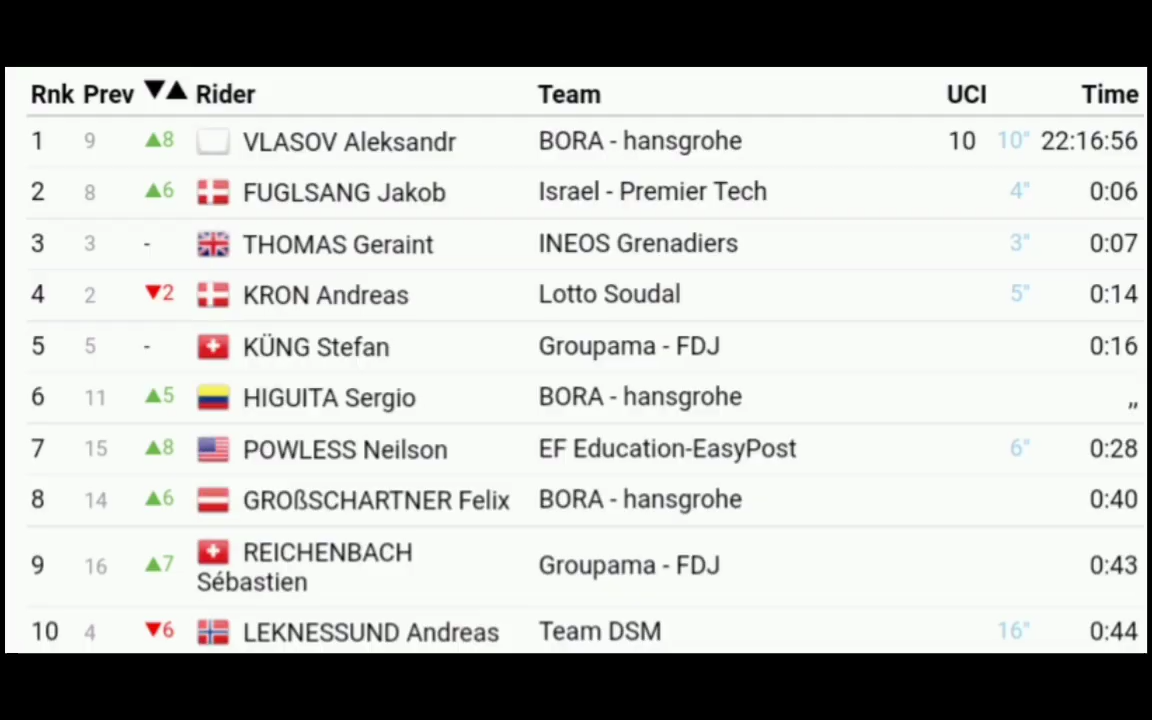 Rnk Prev ▼▲ Rider Team UCI Time
1 9 ▲8 VLASOV Aleksandr BORA - hansgrohe 10 10" 22:16:56
2 8 ▲6 FUGLSANG Jakob Israel - Premier Tech 4" 0:06
3 3 - THOMAS Geraint INEOS Grenadiers 3" 0:07
4 2 ▼2 KRON Andreas Lotto Soudal 5" 0:14
5 5 - KÜNG Stefan Groupama - FDJ 0:16
6 11 ▲5 HIGUITA Sergio BORA - hansgrohe ,,
7 15 ▲8 POWLESS Neilson EF Education-EasyPost 6" 0:28
8 14 ▲6 GROßSCHARTNER Felix BORA - hansgrohe 0:40
9 16 ▲7 REICHENBACH Groupama - FDJ 0:43
Sébastien
10 4 ▼6 LEKNESSUND Andreas Team DSM 16" 0:44